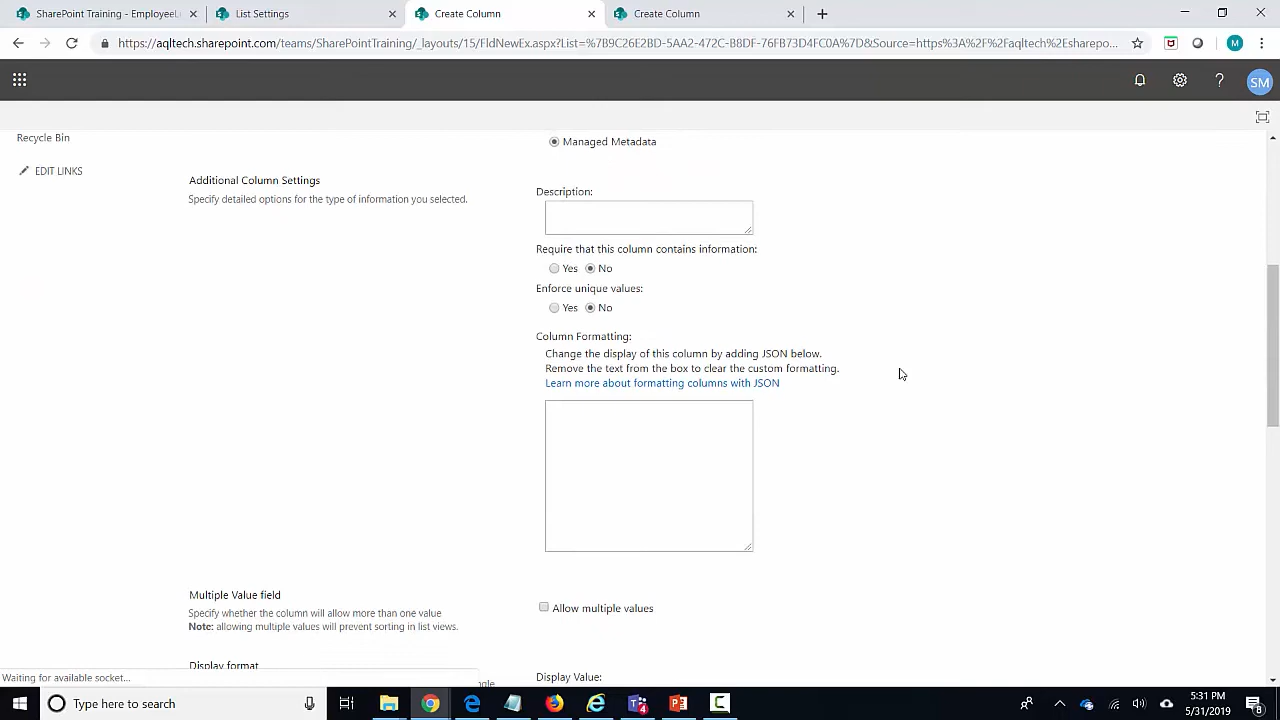 SharePoint Training - EmployeeL
List Settings
Create Column
Create Column
https://aqltech.sharepoint.com/teams/SharePointTraining/_layouts/15/FldNewEx.aspx?List=%7B9C26E2BD-5AA2-472C-B8DF-76FB73D4FC0A%7D&Source=https%3A%2F%2Faqltech%2Esharepo...
M
SM
Recycle Bin
EDIT LINKS
Managed Metadata
Additional Column Settings
Specify detailed options for the type of information you selected.
Description:
Require that this column contains information:
Yes No
Enforce unique values:
Yes No
Column Formatting:
Change the display of this column by adding JSON below.
Remove the text from the box to clear the custom formatting.
Learn more about formatting columns with JSON
Multiple Value field
Specify whether the column will allow more than one value
Note: allowing multiple values will prevent sorting in list views.
Allow multiple values
Display format
Display Value:
Waiting for available socket...
ngle
Type here to search
5:31 PM
5/31/2019
8